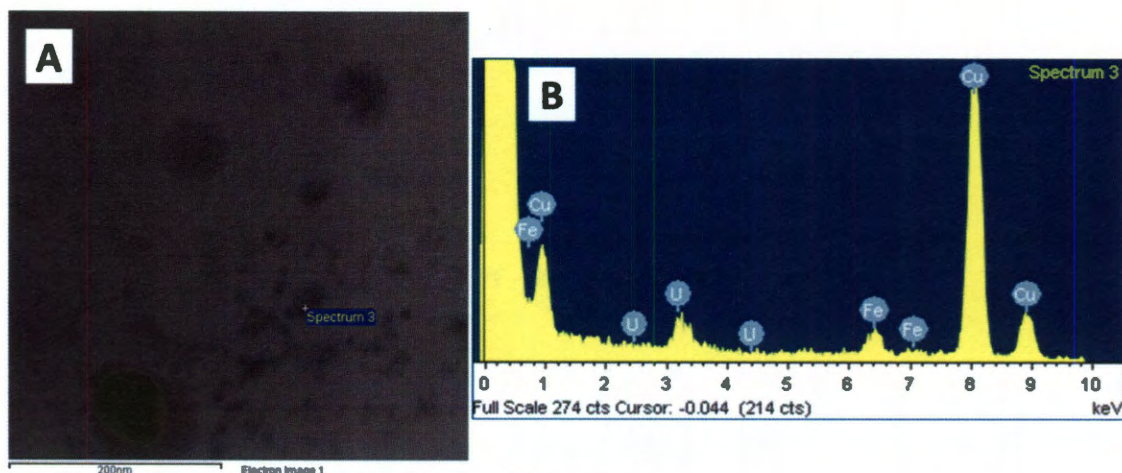 A
Spectrum 3
200nm
Electron Image 1
B
Spectrum 3
Cu
Cu
Fe
U
U
U
Fe
Fe
Cu
0 1 2 3 4 5 6 7 8 9 10
Full Scale 274 cts Cursor: -0.044 (214 cts)
keV